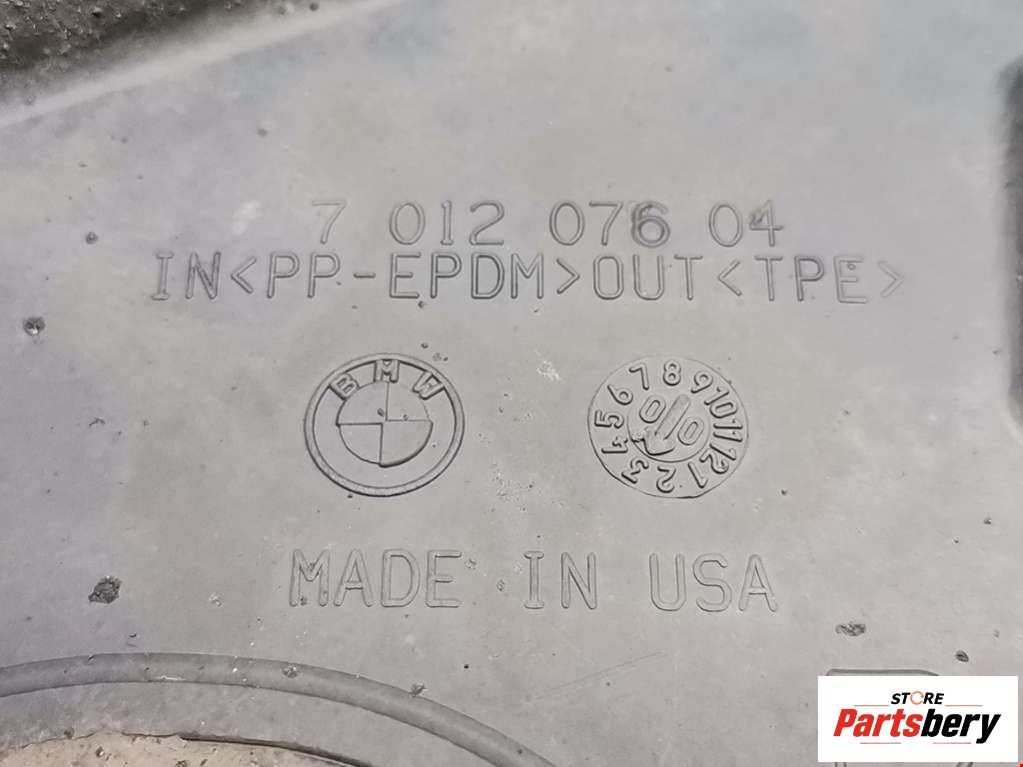 7 012 076 04
IN<PP-EPDM>OUT<TPE>
BMW
4 5 6 7 8 9 10 11 12 1 2 3
MADE IN USA
STORE
Partsbery